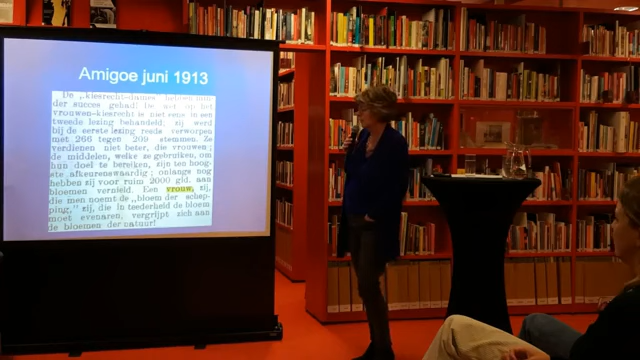 Amigoe juni 1913
De „kiesrecht-dames hebben
der succes gehad! De wet op het
vrouwen-kiesrecht is niet eens in een
tweede lezing behandeld; zij werd
bij de eerste lezing reeds verworpen
met 266 tegen 209 stemmen. Ze
verdienen niet beter, die vrouwen;
de middelen, welke ze gebruiken, om
hun doel te bereiken, zijn ten hoog-
ste afkeurenswaardig; onlangs nog
hebben zij voor ruim 2000 gld. aan
bloemen vernield. Een vrouw, zij,
die men noemt de „bloem der schep-
ping," zij, die in teederheid de bloem
moet evenaren, vergrijpt zich aan
de bloemen der natuur!